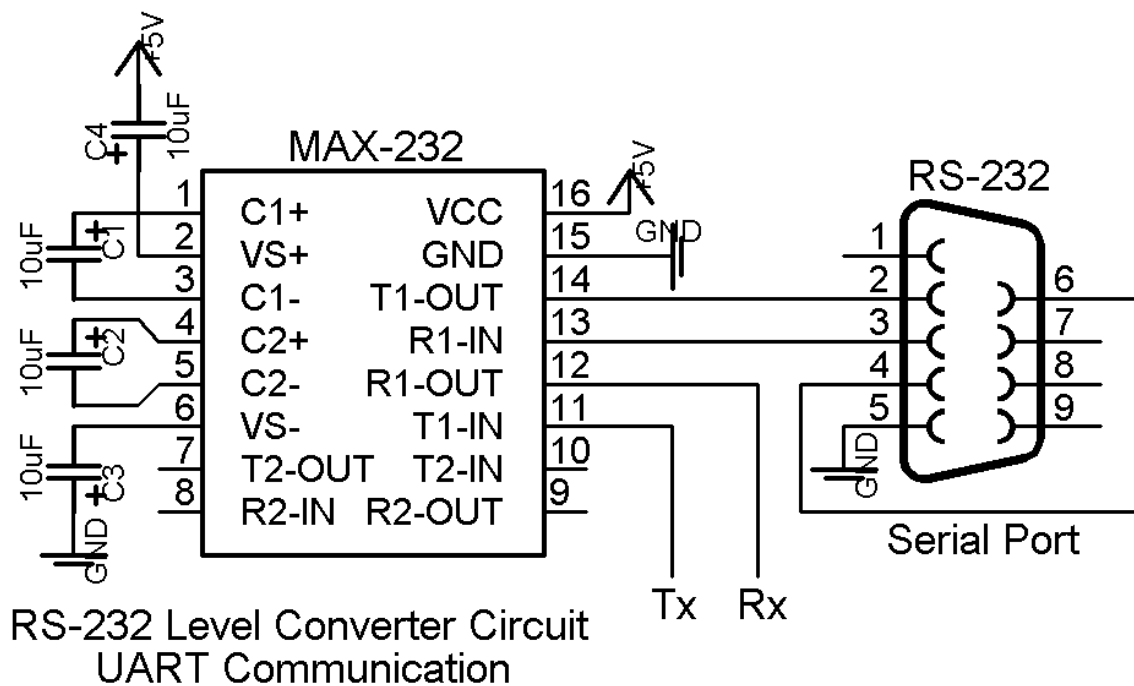 +5V
C4
+
10uF
MAX-232
+5V
RS-232
1
C1+
VCC
16
GND
10uF
+
C1
2
VS+
GND
15
1
3
C1-
T1-OUT
14
2
6
4
C2+
R1-IN
13
3
7
10uF
+
C2
5
C2-
R1-OUT
12
4
8
6
VS-
T1-IN
11
5
9
10uF
+
C3
7
T2-OUT
T2-IN
10
GND
8
R2-IN
R2-OUT
9
GND
Serial Port
Tx Rx
RS-232 Level Converter Circuit
UART Communication